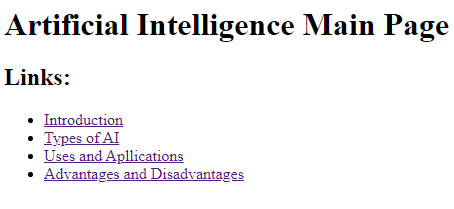 Artificial Intelligence Main Page
Links:
Introduction
Types of AI
Uses and Apllications
Advantages and Disadvantages